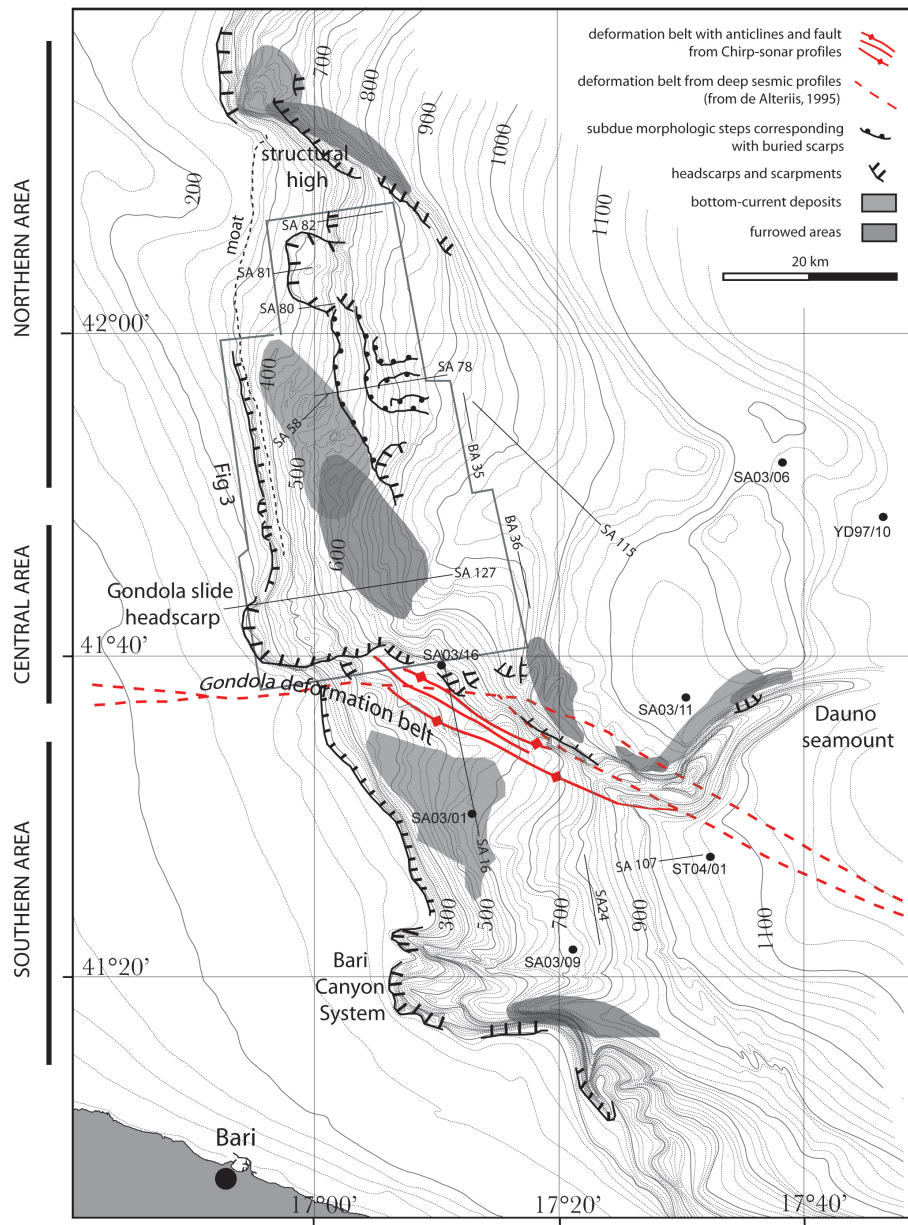 deformation belt with anticlines and fault
from Chirp-sonar profiles
deformation belt from deep sesmic profiles
(from de Alteriis, 1995)
subdue morphologic steps corresponding
with buried scarps
headscarps and scarpments
bottom-current deposits
furrowed areas
20 km
NORTHERN AREA
CENTRAL AREA
SOUTHERN AREA
700
800
900
1000
1100
200
structural
high
moat
SA 82
SA 81
SA 80
42°00'
400
SA 78
SA 58
500
BA 35
Fig 3
SA03/06
YD97/10
BA 36
SA 115
600
SA 127
Gondola slide
headscarp
41°40'
SA03/16
Gondola deformation
belt
SA03/11
Dauno
seamount
SA03/01
SA 16
SA 107
ST04/01
300
500
700
SA24
900
1100
SA03/09
41°20'
Bari
Canyon
System
Bari
17°00'
17°20'
17°40'